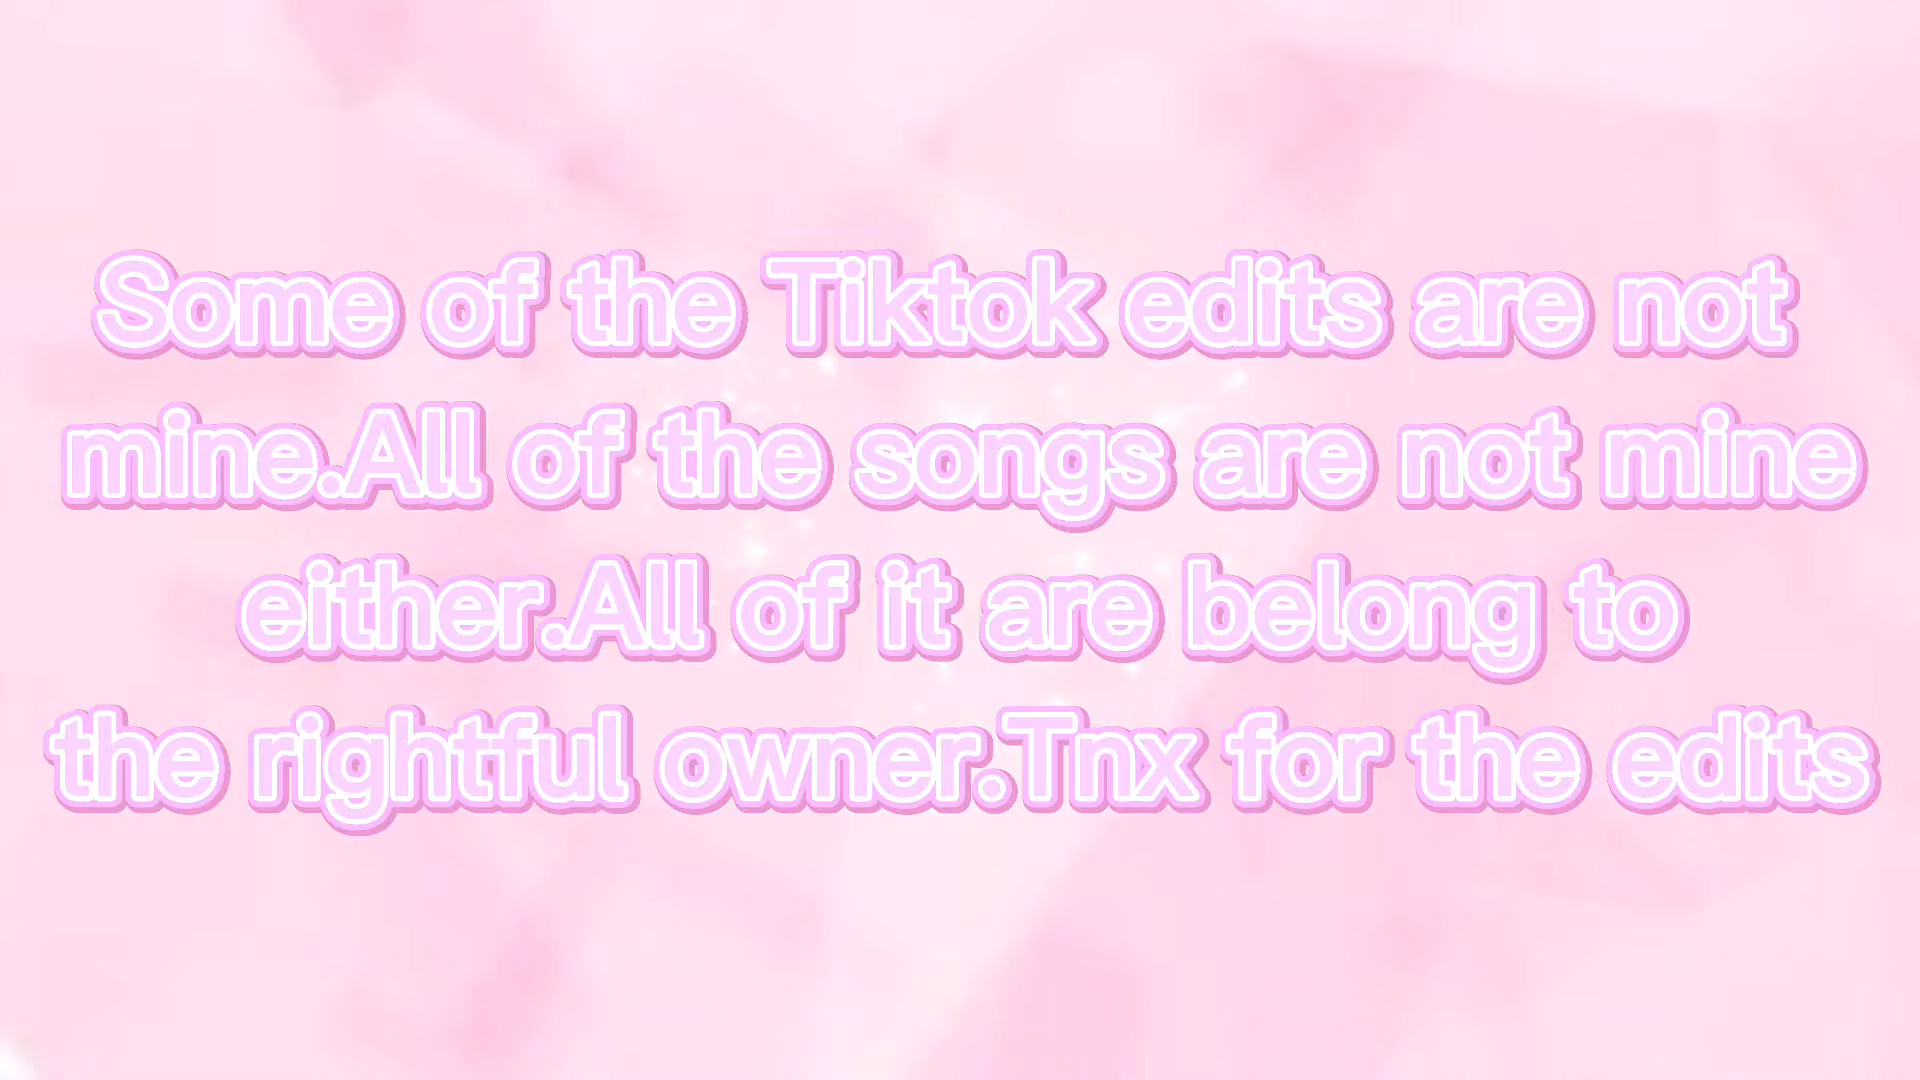 Some of the Tiktok edits are not
mine.All of the songs are not mine
either.All of it are belong to
the rightful owner.Tnx for the edits